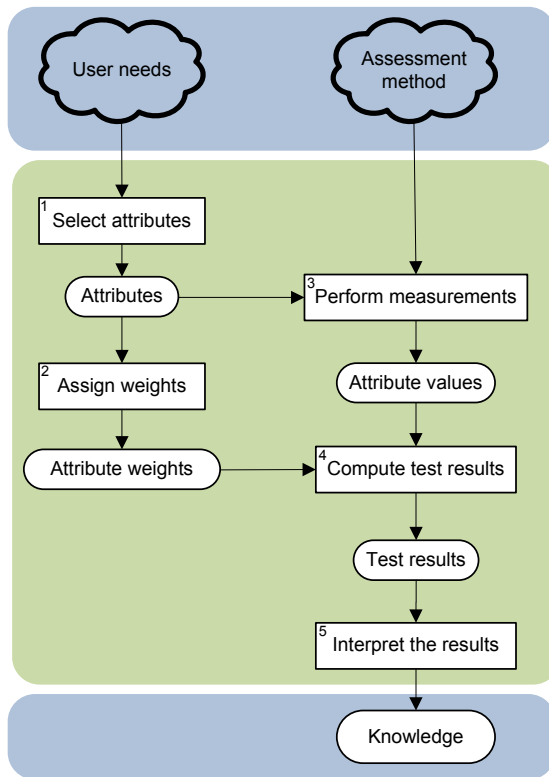 User needs
Assessment
method
1
Select attributes
Attributes
3
Perform measurements
2
Assign weights
Attribute values
Attribute weights
4
Compute test results
Test results
5
Interpret the results
Knowledge